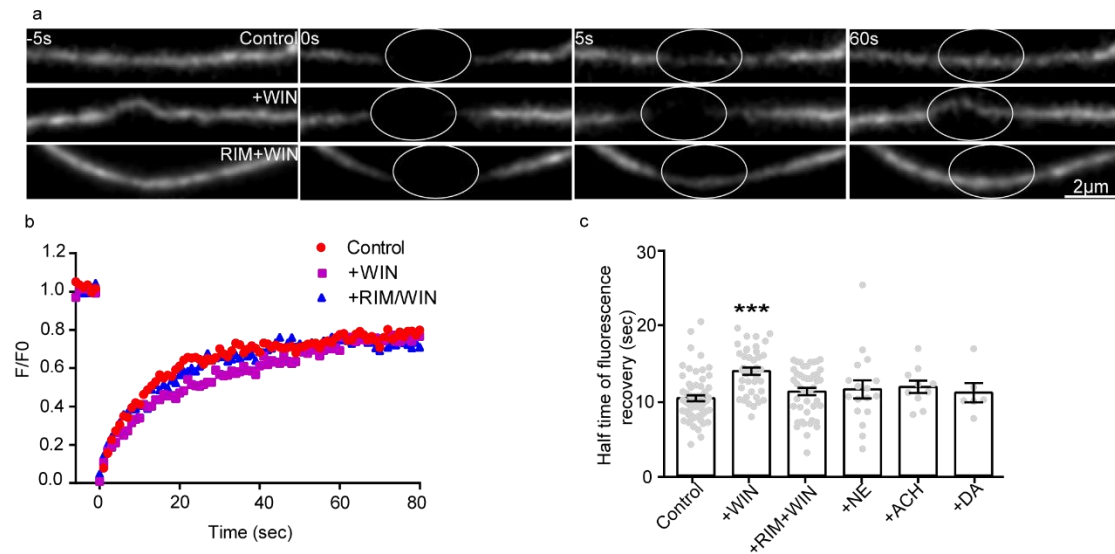 a
-5s Control 0s 5s 60s
+WIN
RIM+WIN
2µm
b
c
1.2
1.0
0.8
0.6
0.4
0.2
0.0
F/F0
0 20 40 60 80
Time (sec)
Control
+WIN
+RIM/WIN
Half time of fluorescence
recovery (sec)
30
20
10
0
***
Control
+WIN
+RIM+WIN
+NE
+ACH
+DA